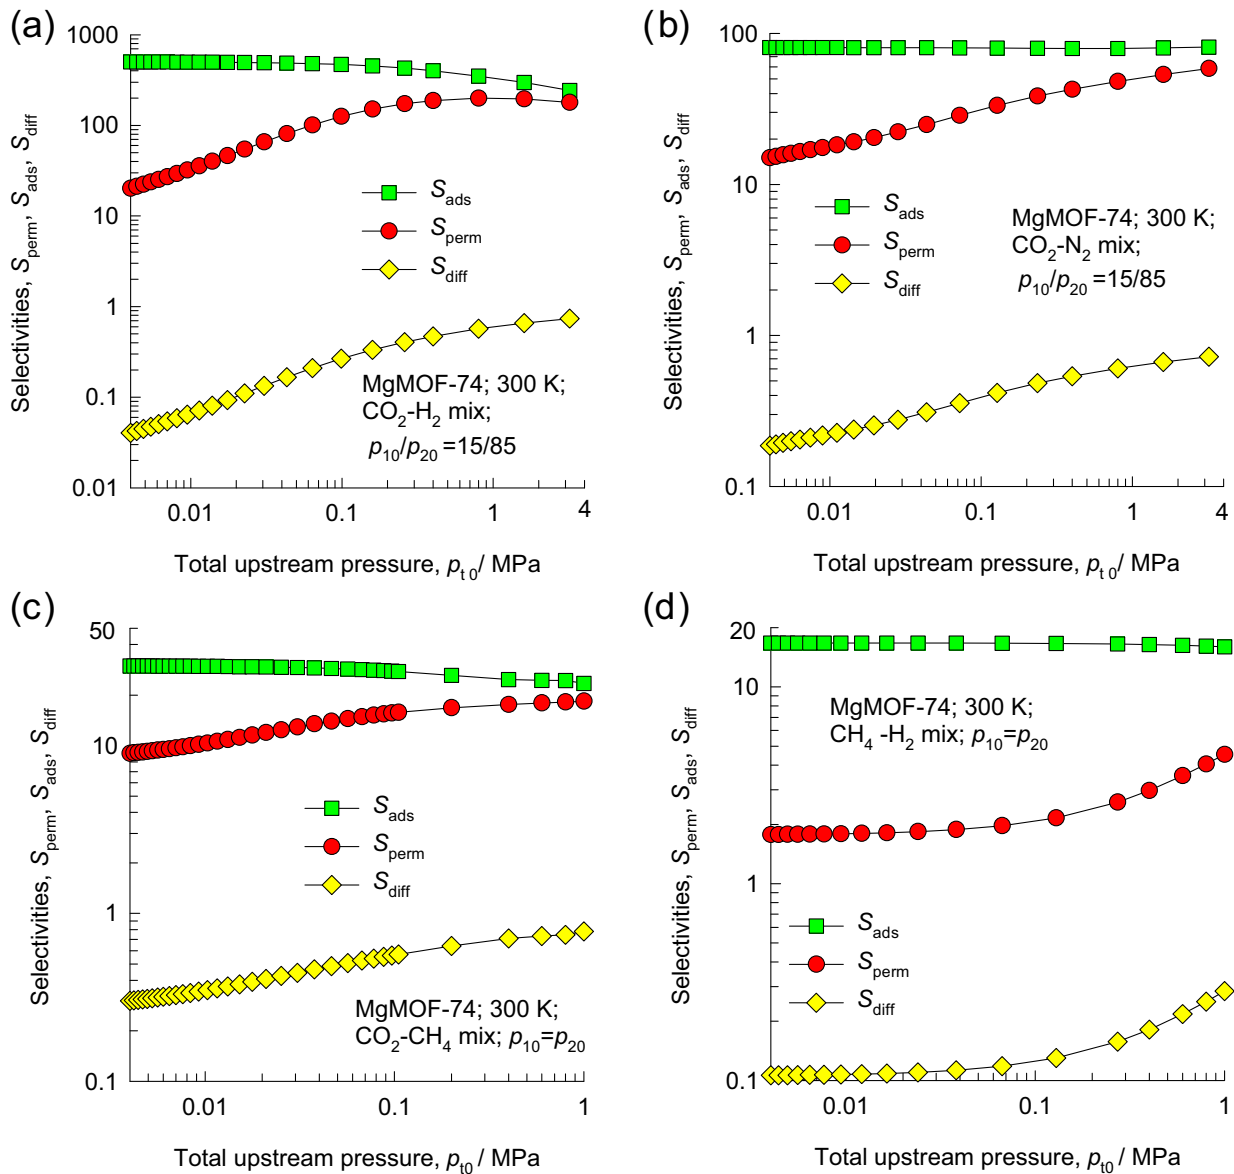 (a)
1000
100
10
1
0.1
0.01
Selectivities, Sperm, Sads, Sdiff
Sads
Sperm
Sdiff
MgMOF-74; 300 K;
CO2-H2 mix;
p10/p20 =15/85
0.01 0.1 1 4
Total upstream pressure, pt0/ MPa
(b)
100
10
1
0.1
Selectivities, Sperm, Sads, Sdiff
Sads
Sperm
Sdiff
MgMOF-74; 300 K;
CO2-N2 mix;
p10/p20 =15/85
0.01 0.1 1 4
Total upstream pressure, pt0/ MPa
(c)
50
10
1
0.1
Selectivities, Sperm, Sads, Sdiff
Sads
Sperm
Sdiff
MgMOF-74; 300 K;
CO2-CH4 mix; p10=p20
0.01 0.1 1
Total upstream pressure, pt0/ MPa
(d)
20
10
1
0.1
Selectivities, Sperm, Sads, Sdiff
MgMOF-74; 300 K;
CH4 -H2 mix; p10=p20
Sads
Sperm
Sdiff
0.01 0.1 1
Total upstream pressure, pt0/ MPa